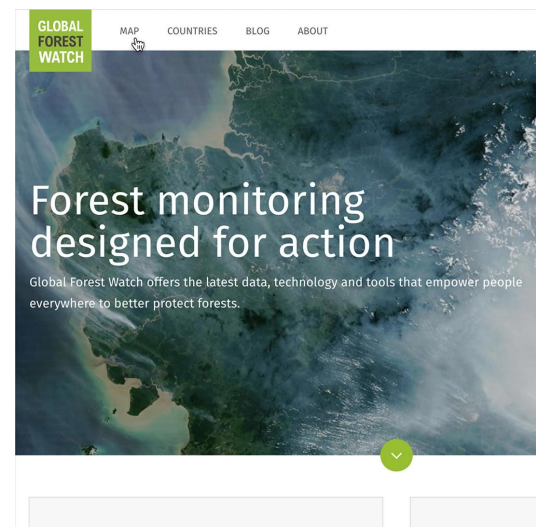 GLOBAL
FOREST
WATCH
MAP COUNTRIES BLOG ABOUT
Forest monitoring
designed for action
Global Forest Watch offers the latest data, technology and tools that empower people
everywhere to better protect forests.